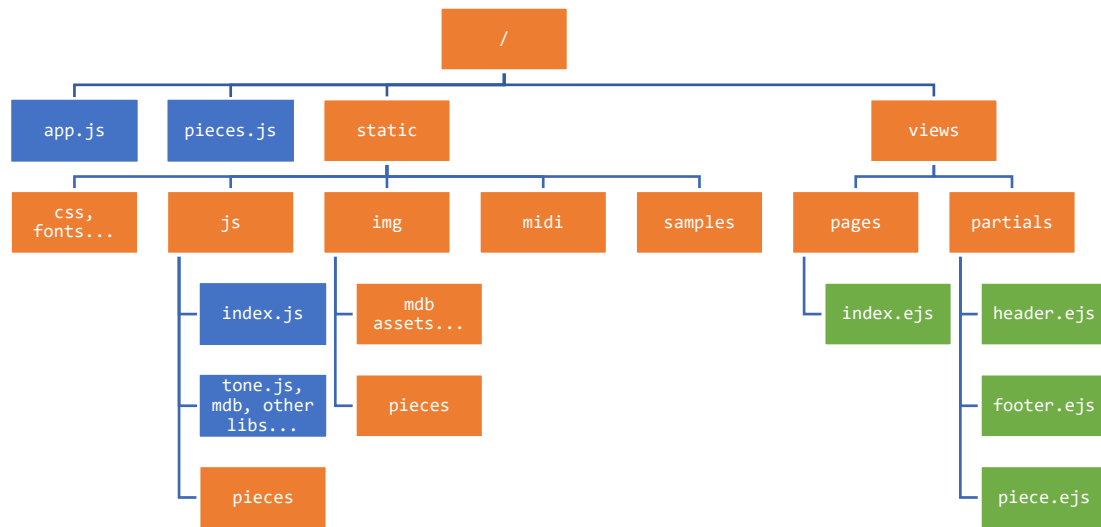 /
app.js
pieces.js
static
views
css,
fonts...
js
img
midi
samples
pages
partials
index.js
mdb
assets...
index.ejs
header.ejs
tone.js,
mdb, other
libs...
pieces
footer.ejs
pieces
piece.ejs